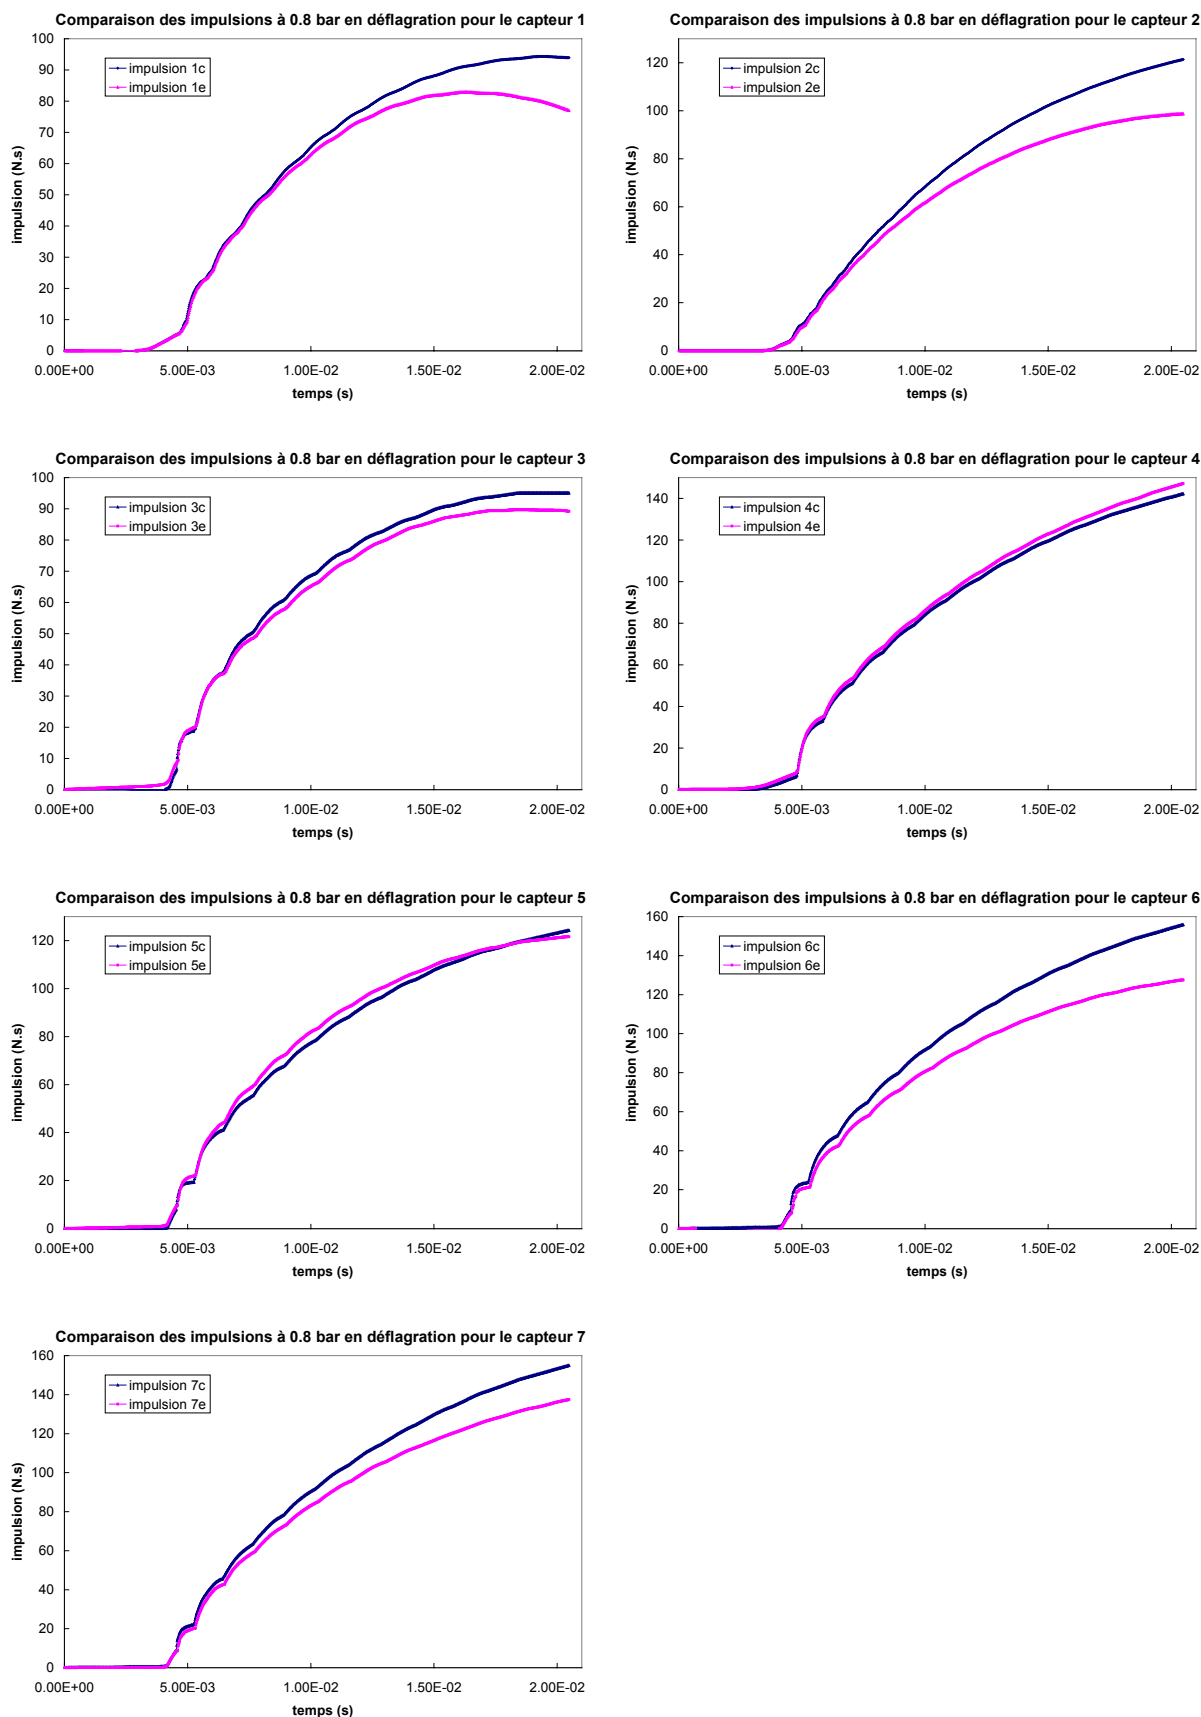 Comparaison des impulsions à 0.8 bar en déflagration pour le capteur 1
100
90
80
70
60
50
40
30
20
10
0
impulsion (N.s)
impulsion 1c
impulsion 1e
0.00E+00 5.00E-03 1.00E-02 1.50E-02 2.00E-02
temps (s)
Comparaison des impulsions à 0.8 bar en déflagration pour le capteur 2
120
100
80
60
40
20
0
impulsion (N.s)
impulsion 2c
impulsion 2e
0.00E+00 5.00E-03 1.00E-02 1.50E-02 2.00E-02
temps (s)
Comparaison des impulsions à 0.8 bar en déflagration pour le capteur 3
100
90
80
70
60
50
40
30
20
10
0
impulsion (N.s)
impulsion 3c
impulsion 3e
0.00E+00 5.00E-03 1.00E-02 1.50E-02 2.00E-02
temps (s)
Comparaison des impulsions à 0.8 bar en déflagration pour le capteur 4
140
120
100
80
60
40
20
0
impulsion (N.s)
impulsion 4c
impulsion 4e
0.00E+00 5.00E-03 1.00E-02 1.50E-02 2.00E-02
temps (s)
Comparaison des impulsions à 0.8 bar en déflagration pour le capteur 5
120
100
80
60
40
20
0
impulsion (N.s)
impulsion 5c
impulsion 5e
0.00E+00 5.00E-03 1.00E-02 1.50E-02 2.00E-02
temps (s)
Comparaison des impulsions à 0.8 bar en déflagration pour le capteur 6
160
140
120
100
80
60
40
20
0
impulsion (N.s)
impulsion 6c
impulsion 6e
0.00E+00 5.00E-03 1.00E-02 1.50E-02 2.00E-02
temps (s)
Comparaison des impulsions à 0.8 bar en déflagration pour le capteur 7
160
140
120
100
80
60
40
20
0
impulsion (N.s)
impulsion 7c
impulsion 7e
0.00E+00 5.00E-03 1.00E-02 1.50E-02 2.00E-02
temps (s)